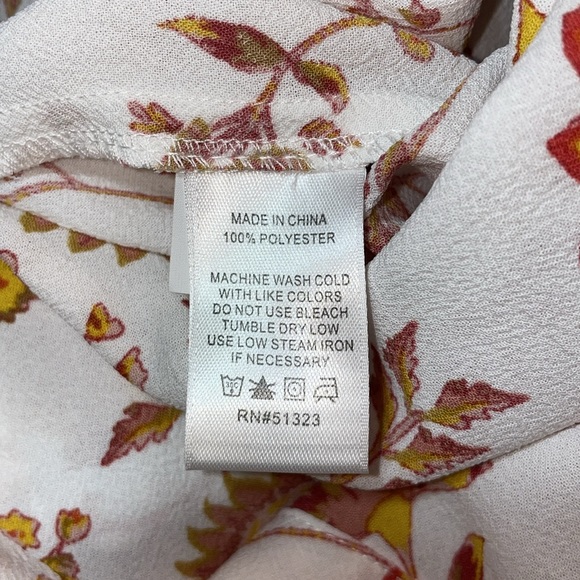 MADE IN CHINA
100% POLYESTER
MACHINE WASH COLD
WITH LIKE COLORS
DO NOT USE BLEACH
TUMBLE DRY LOW
USE LOW STEAM IRON
IF NECESSARY
RN#51323